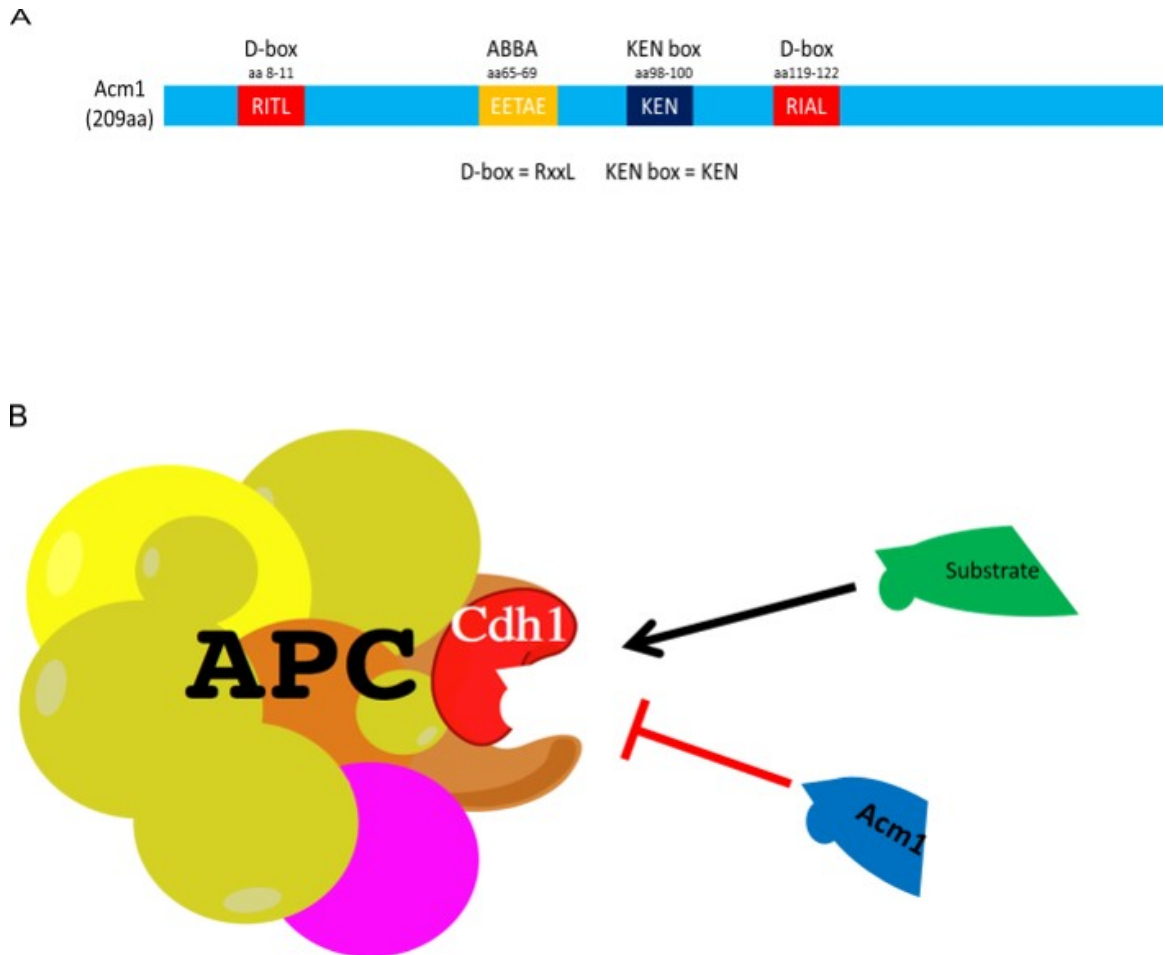 A
D-box ABBA KEN box D-box
aa 8-11 aa65-69 aa98-100 aa119-122
Acm1
(209aa)
RITL EETAE KEN RIAL
D-box = RxxL KEN box = KEN
B
Cdh1
APC
Substrate
Acm1